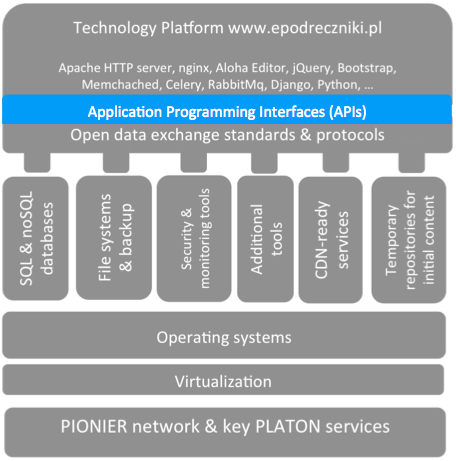 Technology Platform www.epodreczniki.pl
Apache HTTP server, nginx, Aloha Editor, jQuery, Bootstrap,
Memchached, Celery, RabbitMq, Django, Python, ...
Application Programming Interfaces (APIs)
Open data exchange standards & protocols
SQL & noSQL
databases
File systems
& backup
Security &
monitoring tools
Additional
tools
CDN-ready
services
Temporary
repositories for
initial content
Operating systems
Virtualization
PIONIER network & key PLATON services